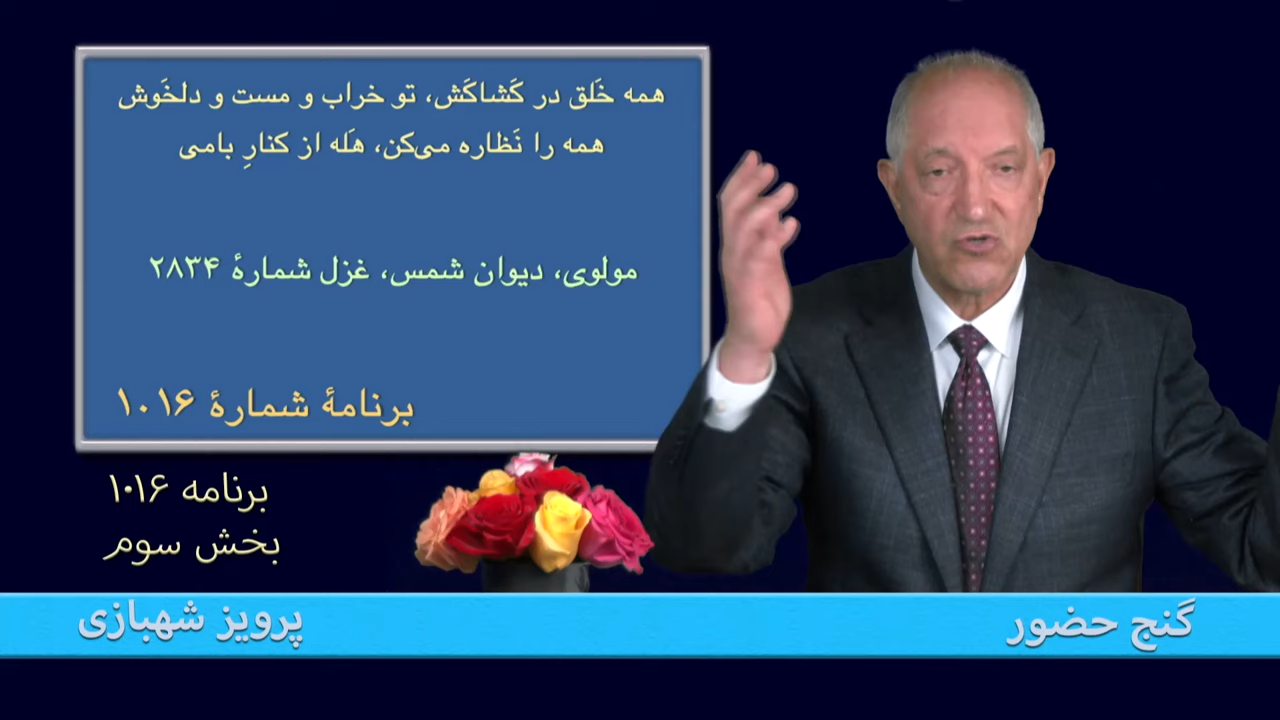 همه خَلق در کَشاکَش، تو خراب و مست و دلخَوش
همه را نَظاره می‌کن، هَله از کنارِ بامی
مولوی، دیوان شمس، غزل شمارهٔ ۲۸۳۴
برنامهٔ شمارهٔ ۱۰۱۶
برنامه ۱۰۱۶
بخش سوم
گنج حضور
پرویز شهبازی